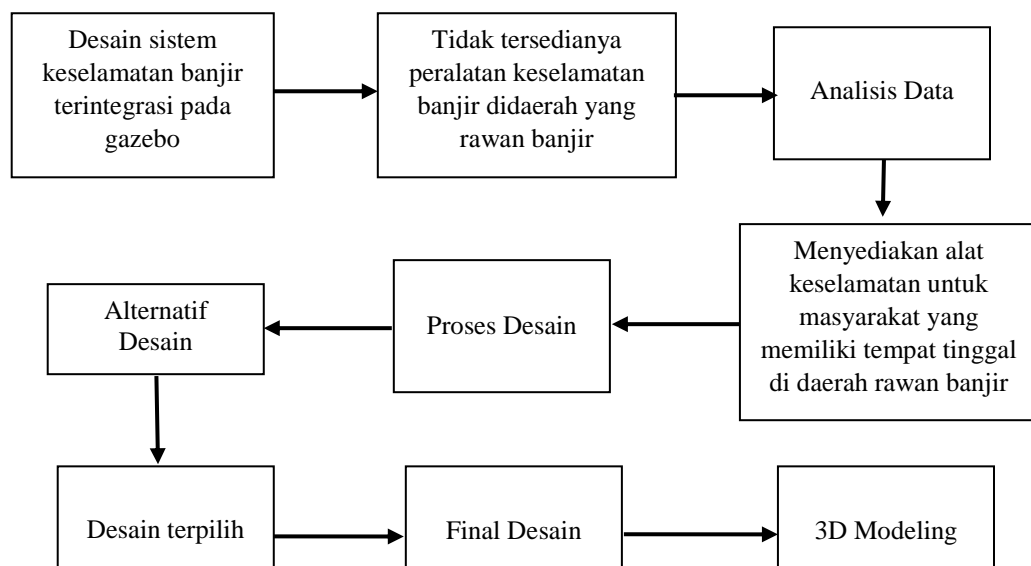 Desain sistem
keselamatan banjir
terintegrasi pada
gazebo
Tidak tersedianya
peralatan keselamatan
banjir didaerah yang
rawan banjir
Analisis Data
Menyediakan alat
keselamatan untuk
masyarakat yang
memiliki tempat tinggal
di daerah rawan banjir
Proses Desain
Alternatif
Desain
Desain terpilih
Final Desain
3D Modeling